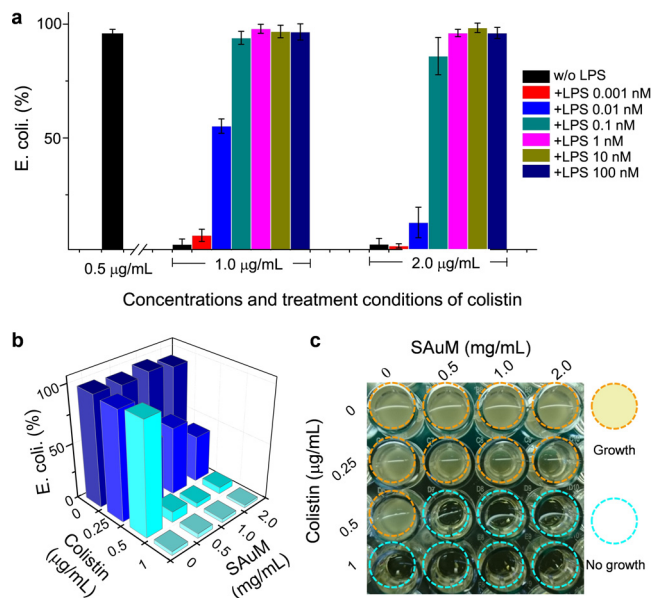 a
100
50
E. coli. (%)
0.5 µg/mL
1.0 µg/mL
2.0 µg/mL
Concentrations and treatment conditions of colistin
w/o LPS
+LPS 0.001 nM
+LPS 0.01 nM
+LPS 0.1 nM
+LPS 1 nM
+LPS 10 nM
+LPS 100 nM
b
100
50
0
E. coli. (%)
0
0.25
0.5
1
Colistin
(µg/mL)
0
0.5
1.0
2.0
SAuM
(mg/mL)
c
SAuM (mg/mL)
0 0.5 1.0 2.0
Colistin (µg/mL)
0
0.25
0.5
1
Growth
No growth